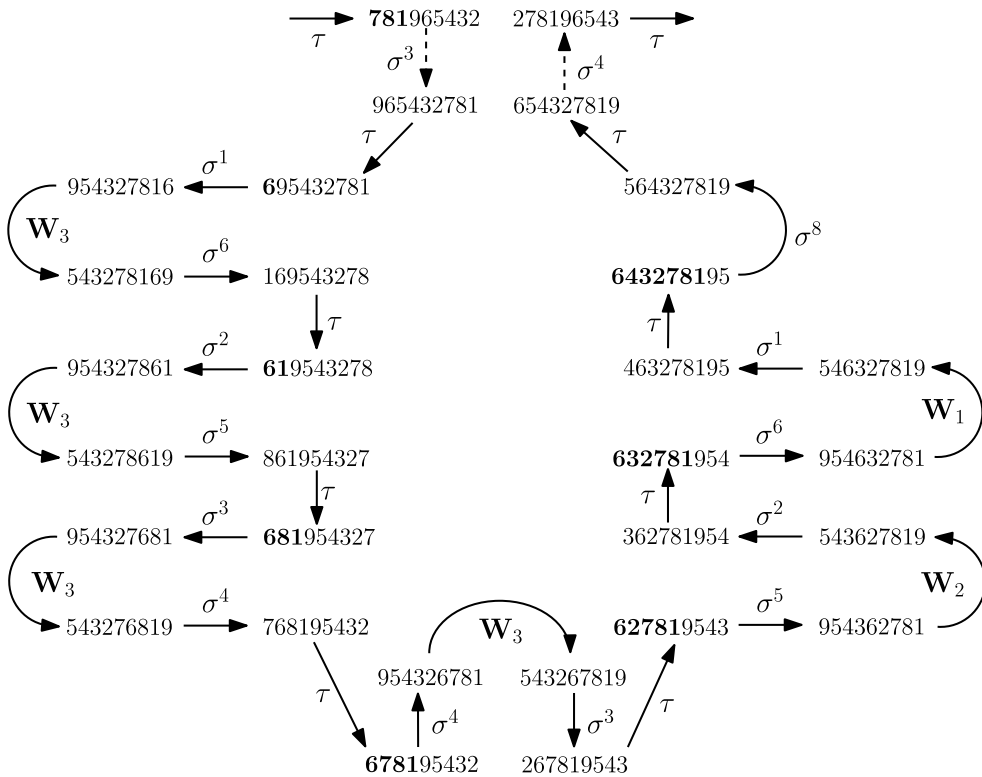 781965432 278196543
τ τ
σ³ σ⁴
965432781 654327819
τ τ
954327816 σ¹ 695432781 564327819
W₃ σ⁸
543278169 σ⁶ 169543278 643278195
τ τ
954327861 σ² 619543278 463278195 σ¹ 546327819
W₃ W₁
543278619 σ⁵ 861954327 632781954 σ⁶ 954632781
τ τ
954327681 σ³ 681954327 362781954 σ² 543627819
W₃ W₂
543276819 σ⁴ 768195432 W₃ 627819543 σ⁵ 954362781
954326781 543267819
τ σ⁴ σ³ τ
678195432 267819543